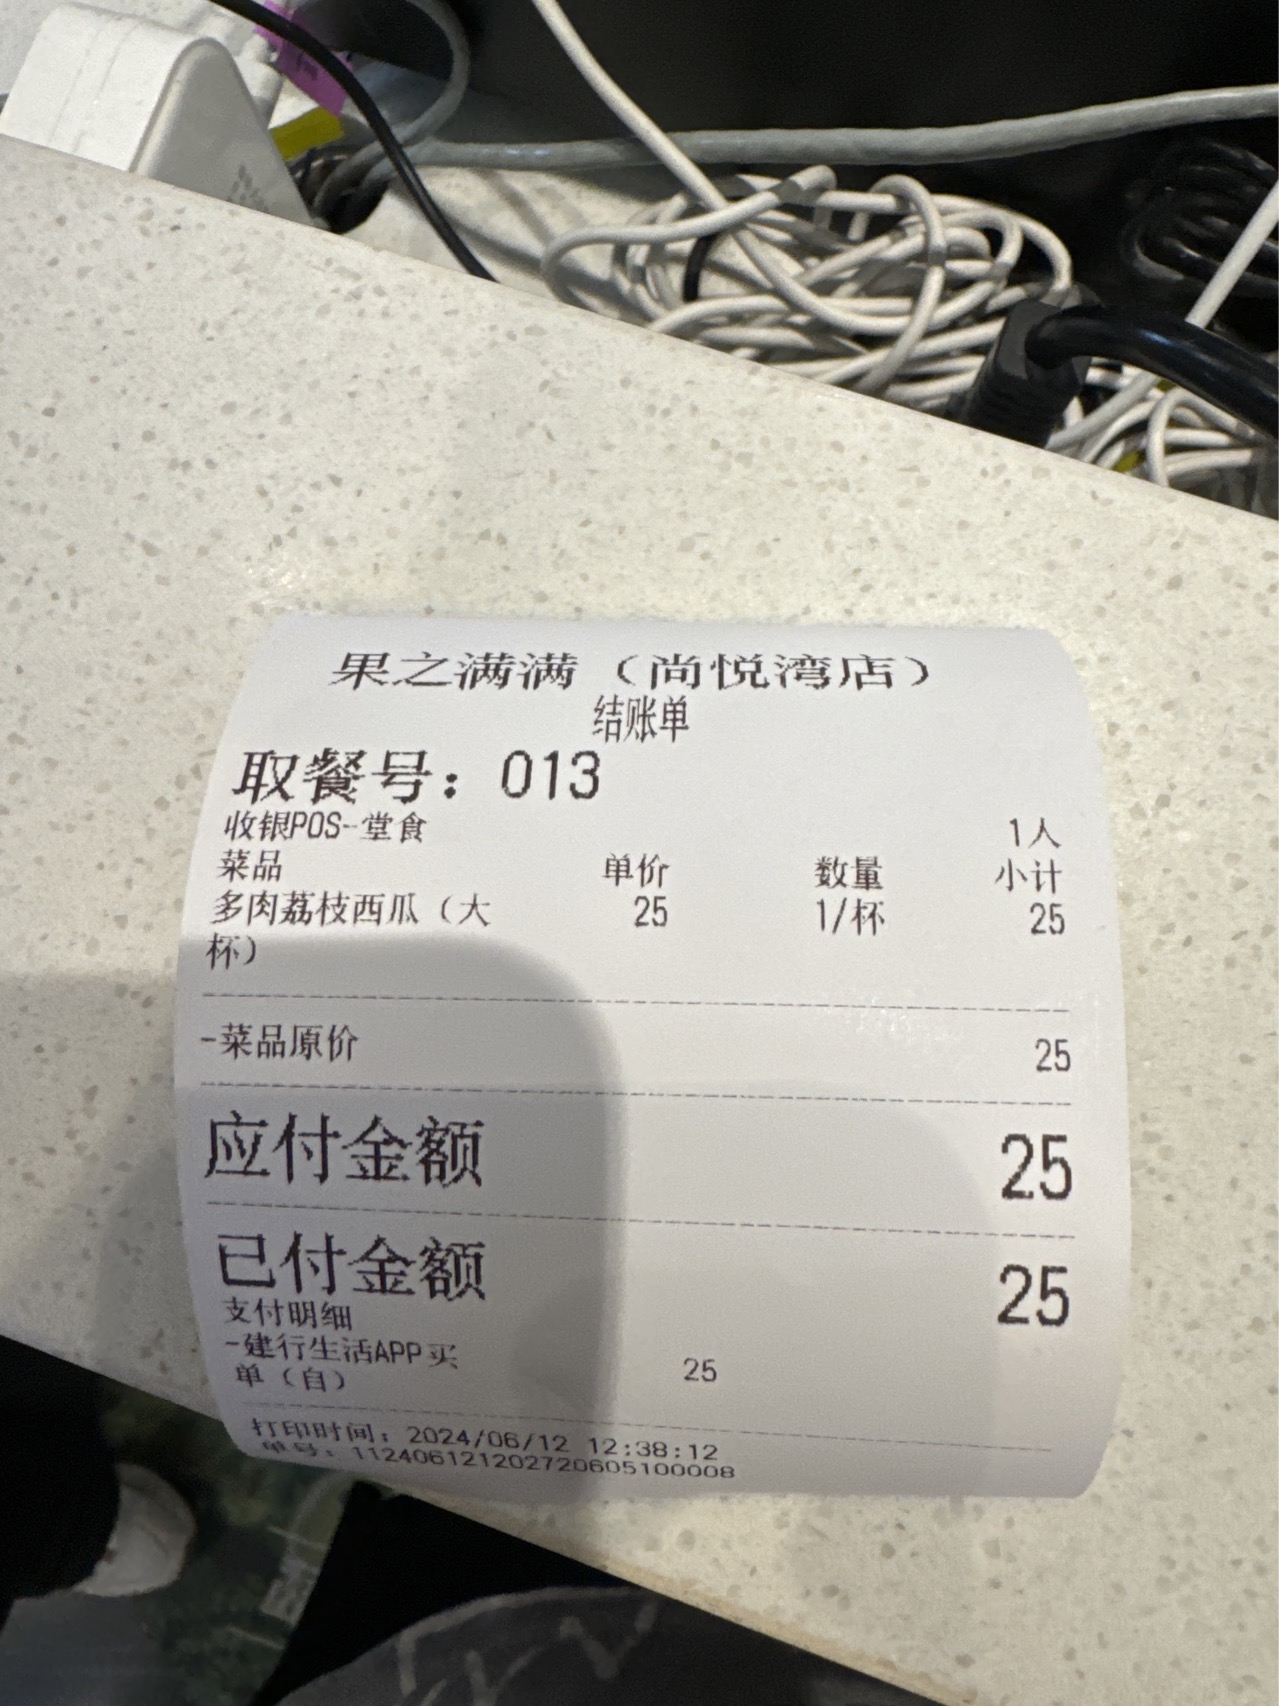 果之满满（尚悦湾店）
结账单
取餐号：013
收银POS-堂食 1人
菜品 单价 数量 小计
多肉荔枝西瓜（大 25 1/杯 25
杯）
-菜品原价 25
应付金额 25
已付金额 25
支付明细
-建行生活APP买 25
单（自）
打印时间：2024/06/12 12:38:12
单号：112406121202720605100008